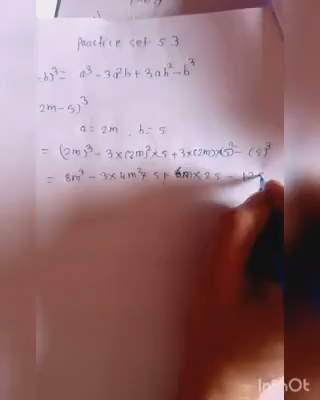 Practice set 5.3
-b)³ = a³ - 3a²b + 3ab² - b³
2m-5)³
a = 2m , b = 5
= (2m)³ - 3×(2m)²×5 + 3×(2m)×(5)² - (5)³
= 8m³ - 3×4m²×5 + 6m×25 - 125
InShOt